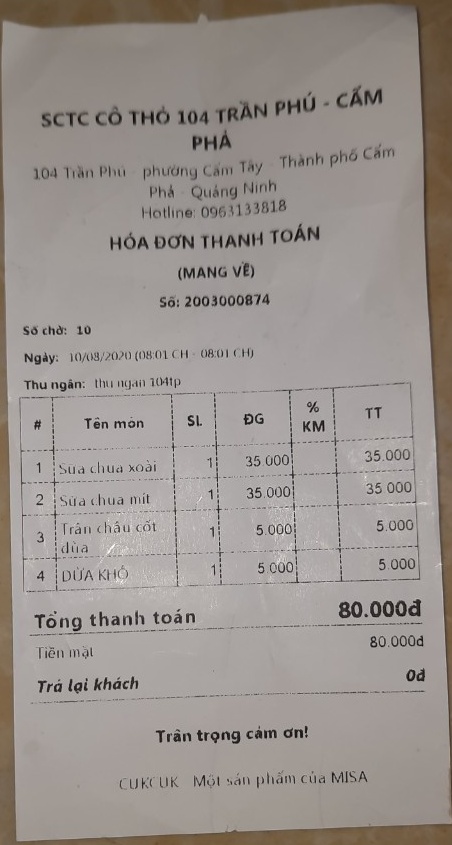 SCTC CÔ THỎ 104 TRẦN PHÚ - CẨM
PHẢ
104 Trần Phú - phường Cẩm Tây - Thành phố Cẩm
Phả - Quảng Ninh
Hotline: 0963133818
HÓA ĐƠN THANH TOÁN
(MANG VỀ)
Số: 2003000874
Số chờ: 10
Ngày: 10/08/2020 (08:01 CH - 08:01 CH)
Thu ngân: thu ngan 104tp
# Tên món SL ĐG % KM TT
1 Sữa chua xoài 1 35.000 35.000
2 Sữa chua mít 1 35.000 35.000
3 Trân châu cốt dừa 1 5.000 5.000
4 DỪA KHÔ 1 5.000 5.000
Tổng thanh toán 80.000đ
Tiền mặt 80.000đ
Trả lại khách 0đ
Trân trọng cảm ơn!
CUKCUK - Một sản phẩm của MISA